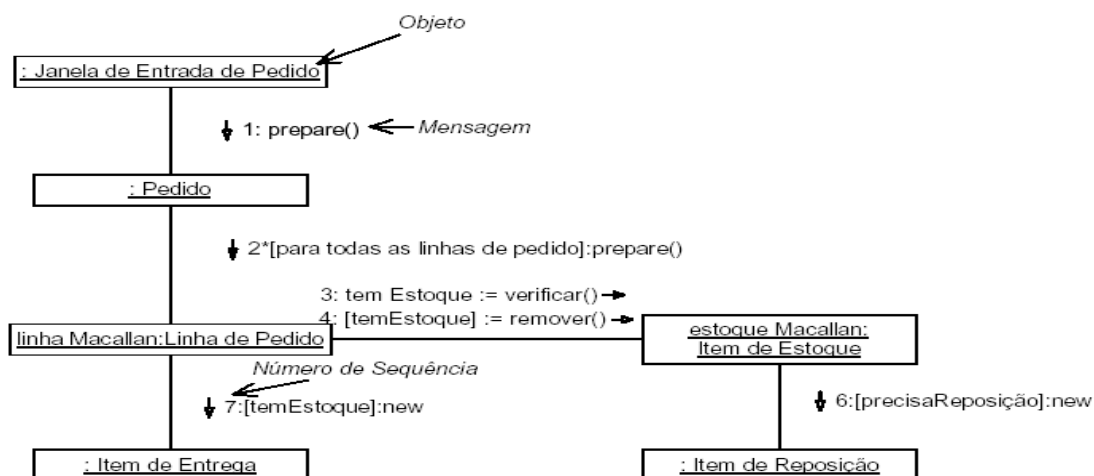 Objeto
: Janela de Entrada de Pedido
1: prepare()
Mensagem
: Pedido
2*[para todas as linhas de pedido]:prepare()
3: tem Estoque := verificar()
4: [temEstoque] := remover()
linha Macallan:Linha de Pedido
estoque Macallan:
Item de Estoque
Número de Sequência
7:[temEstoque]:new
6:[precisaReposição]:new
: Item de Entrega
: Item de Reposição